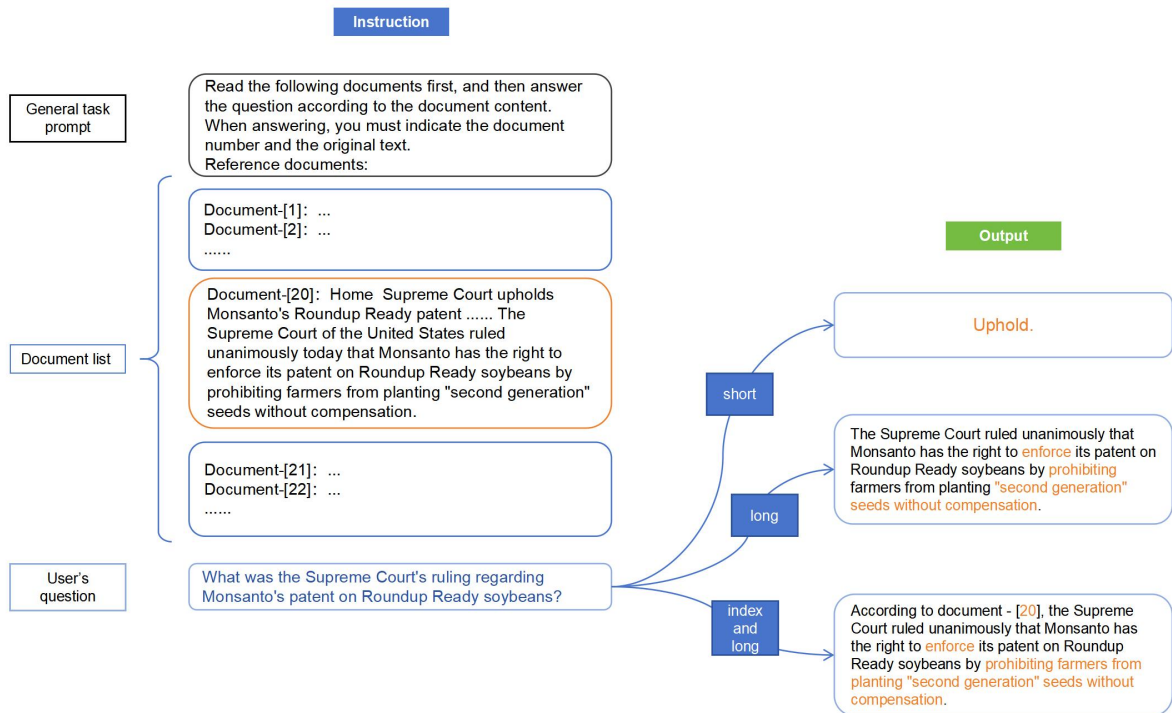 Instruction
General task
prompt
Read the following documents first, and then answer
the question according to the document content.
When answering, you must indicate the document
number and the original text.
Reference documents:
Document list
Document-[1]: ...
Document-[2]: ...
......
Document-[20]: Home Supreme Court upholds
Monsanto's Roundup Ready patent ...... The
Supreme Court of the United States ruled
unanimously today that Monsanto has the right to
enforce its patent on Roundup Ready soybeans by
prohibiting farmers from planting "second generation"
seeds without compensation.
Document-[21]: ...
Document-[22]: ...
......
User's
question
What was the Supreme Court's ruling regarding
Monsanto's patent on Roundup Ready soybeans?
short
long
index
and
long
Output
Uphold.
The Supreme Court ruled unanimously that
Monsanto has the right to enforce its patent on
Roundup Ready soybeans by prohibiting
farmers from planting "second generation"
seeds without compensation.
According to document - [20], the Supreme
Court ruled unanimously that Monsanto has
the right to enforce its patent on Roundup
Ready soybeans by prohibiting farmers from
planting "second generation" seeds without
compensation.